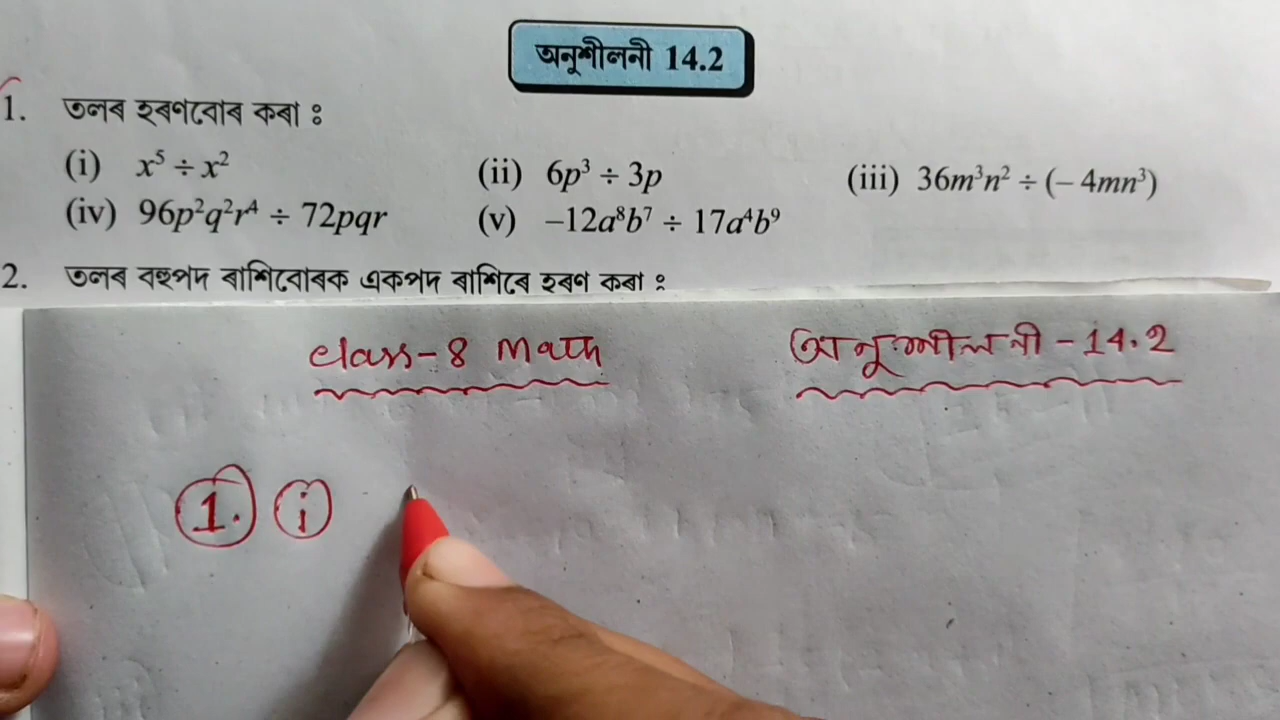 অনুশীলনী 14.2
1. তলৰ হৰণবোৰ কৰা ঃ
(i) x⁵ ÷ x² (ii) 6p³ ÷ 3p (iii) 36m³n² ÷ (– 4mn³)
(iv) 96p²q²r⁴ ÷ 72pqr (v) –12a⁸b⁷ ÷ 17a⁴b⁹
2. তলৰ বহুপদ ৰাশিবোৰক একপদ ৰাশিৰে হৰণ কৰা ঃ
class-8 Math অনুশীলনী - 14.2
1. i